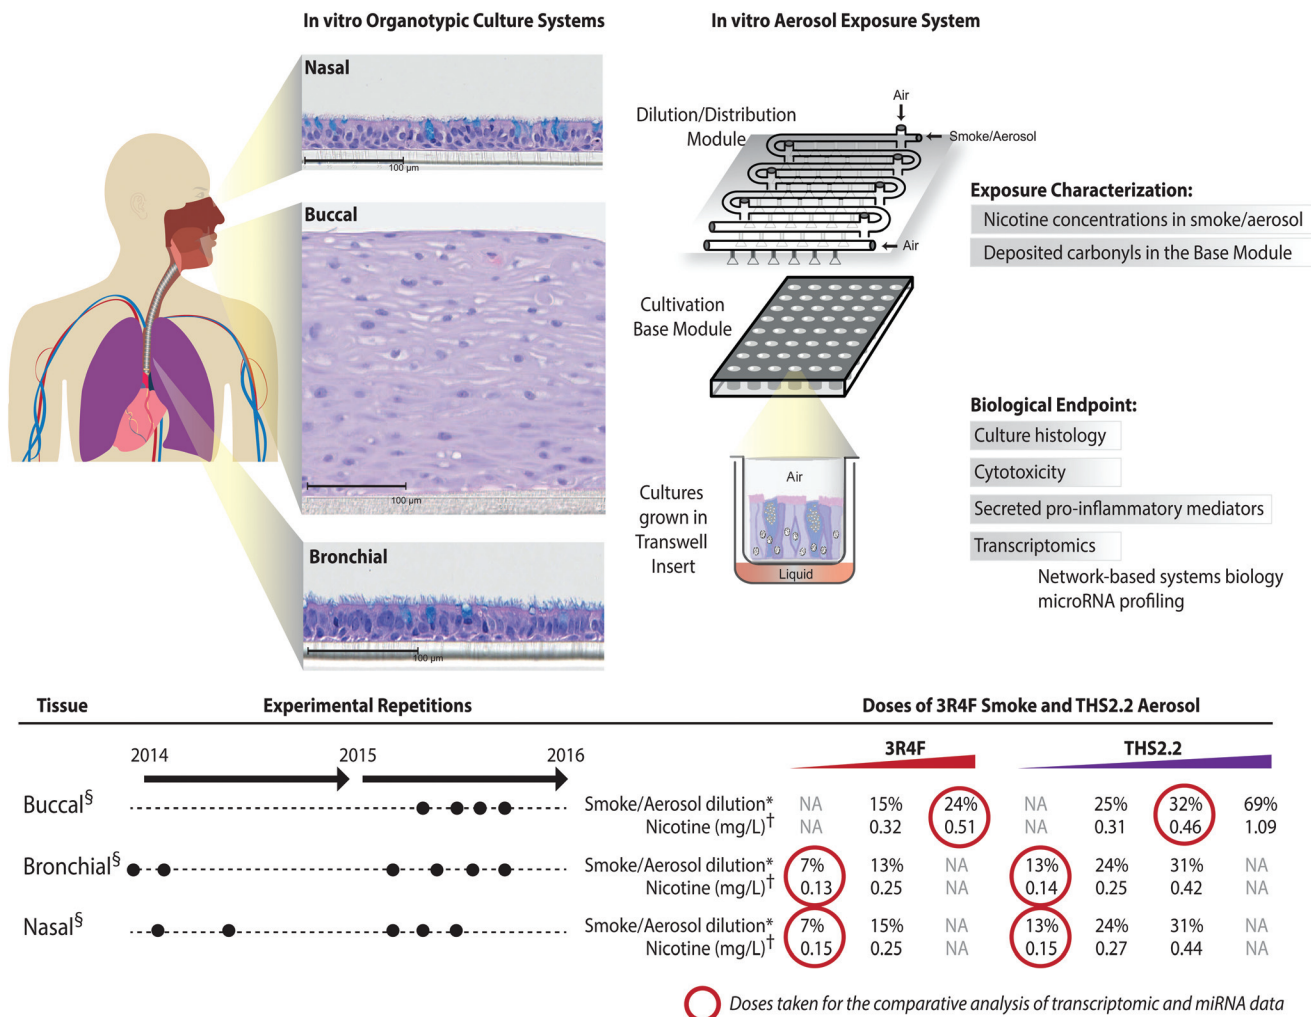 In vitro Organotypic Culture Systems
In vitro Aerosol Exposure System
Nasal
100 μm
Buccal
100 μm
Bronchial
100 μm
Dilution/Distribution
Module
Air
Smoke/Aerosol
Air
Cultivation
Base Module
Cultures
grown in
Transwell
Insert
Air
Liquid
Exposure Characterization:
Nicotine concentrations in smoke/aerosol
Deposited carbonyls in the Base Module
Biological Endpoint:
Culture histology
Cytotoxicity
Secreted pro-inflammatory mediators
Transcriptomics
Network-based systems biology
microRNA profiling
Tissue Experimental Repetitions Doses of 3R4F Smoke and THS2.2 Aerosol
2014 2015 2016
3R4F THS2.2
Buccal§ Smoke/Aerosol dilution* NA 15% 24% NA 25% 32% 69%
Nicotine (mg/L)† NA 0.32 0.51 NA 0.31 0.46 1.09
Bronchial§ Smoke/Aerosol dilution* 7% 13% NA 13% 24% 31% NA
Nicotine (mg/L)† 0.13 0.25 NA 0.14 0.25 0.42 NA
Nasal§ Smoke/Aerosol dilution* 7% 15% NA 13% 24% 31% NA
Nicotine (mg/L)† 0.15 0.25 NA 0.15 0.27 0.44 NA
Doses taken for the comparative analysis of transcriptomic and miRNA data